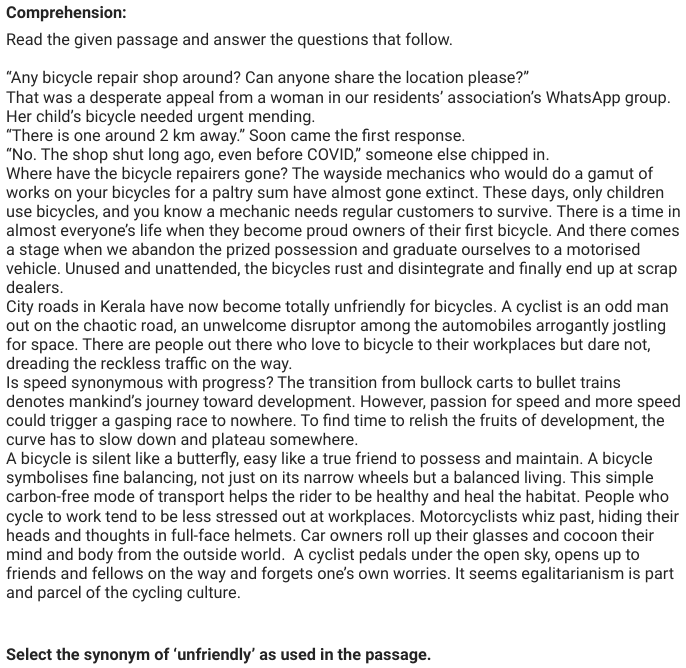 Comprehension:
Read the given passage and answer the questions that follow.
“Any bicycle repair shop around? Can anyone share the location please?”
That was a desperate appeal from a woman in our residents’ association’s WhatsApp group.
Her child’s bicycle needed urgent mending.
“There is one around 2 km away.” Soon came the first response.
“No. The shop shut long ago, even before COVID,” someone else chipped in.
Where have the bicycle repairers gone? The wayside mechanics who would do a gamut of
works on your bicycles for a paltry sum have almost gone extinct. These days, only children
use bicycles, and you know a mechanic needs regular customers to survive. There is a time in
almost everyone’s life when they become proud owners of their first bicycle. And there comes
a stage when we abandon the prized possession and graduate ourselves to a motorised
vehicle. Unused and unattended, the bicycles rust and disintegrate and finally end up at scrap
dealers.
City roads in Kerala have now become totally unfriendly for bicycles. A cyclist is an odd man
out on the chaotic road, an unwelcome disruptor among the automobiles arrogantly jostling
for space. There are people out there who love to bicycle to their workplaces but dare not,
dreading the reckless traffic on the way.
Is speed synonymous with progress? The transition from bullock carts to bullet trains
denotes mankind’s journey toward development. However, passion for speed and more speed
could trigger a gasping race to nowhere. To find time to relish the fruits of development, the
curve has to slow down and plateau somewhere.
A bicycle is silent like a butterfly, easy like a true friend to possess and maintain. A bicycle
symbolises fine balancing, not just on its narrow wheels but a balanced living. This simple
carbon-free mode of transport helps the rider to be healthy and heal the habitat. People who
cycle to work tend to be less stressed out at workplaces. Motorcyclists whiz past, hiding their
heads and thoughts in full-face helmets. Car owners roll up their glasses and cocoon their
mind and body from the outside world.  A cyclist pedals under the open sky, opens up to
friends and fellows on the way and forgets one’s own worries. It seems egalitarianism is part
and parcel of the cycling culture.
Select the synonym of ‘unfriendly’ as used in the passage.